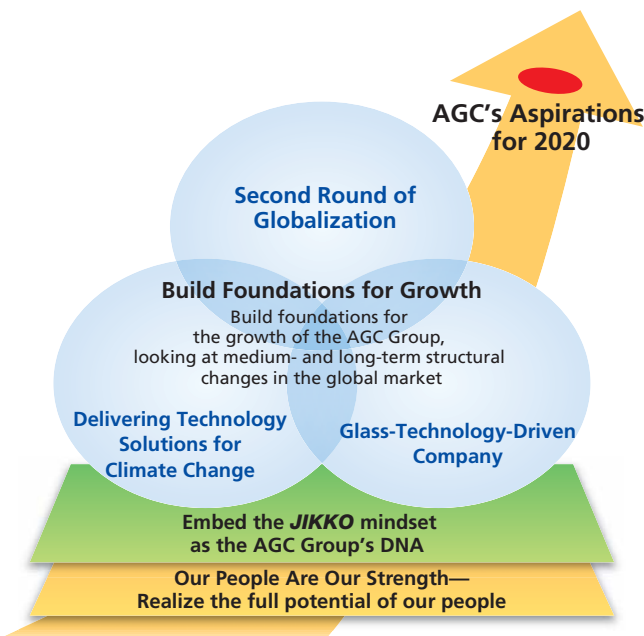 AGC's Aspirations
for 2020
Second Round of
Globalization
Build Foundations for Growth
Build foundations for
the growth of the AGC Group,
looking at medium- and long-term structural
changes in the global market
Delivering Technology
Solutions for
Climate Change
Glass-Technology-Driven
Company
Embed the JIKKO mindset
as the AGC Group's DNA
Our People Are Our Strength—
Realize the full potential of our people